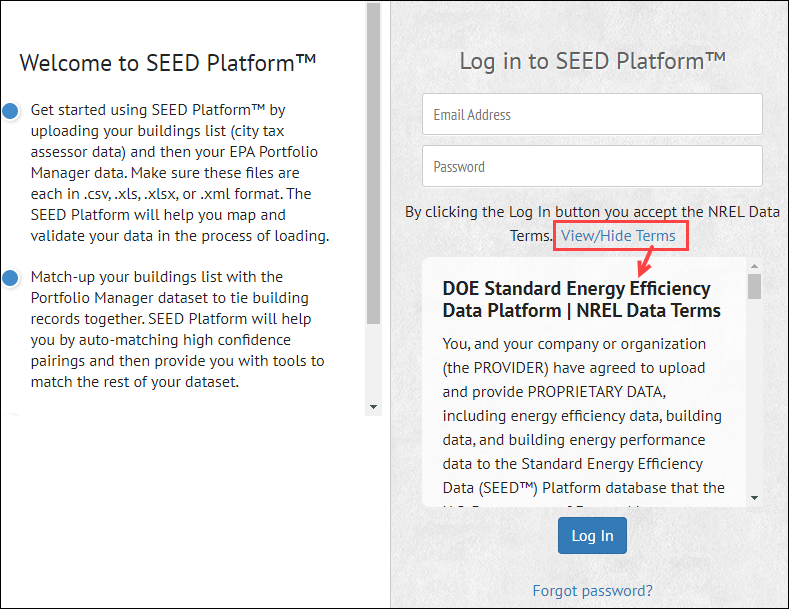 Welcome to SEED Platform™
Get started using SEED Platform™ by
uploading your buildings list (city tax
assessor data) and then your EPA Portfolio
Manager data. Make sure these files are
each in .csv, .xls, .xlsx, or .xml format. The
SEED Platform will help you map and
validate your data in the process of loading.
Match-up your buildings list with the
Portfolio Manager dataset to tie building
records together. SEED Platform will help
you by auto-matching high confidence
pairings and then provide you with tools to
match the rest of your dataset.
Log in to SEED Platform™
Email Address
Password
By clicking the Log In button you accept the NREL Data
Terms. View/Hide Terms
DOE Standard Energy Efficiency
Data Platform | NREL Data Terms
You, and your company or organization
(the PROVIDER) have agreed to upload
and provide PROPRIETARY DATA,
including energy efficiency data, building
data, and building energy performance
data to the Standard Energy Efficiency
Data (SEED™) Platform database that the
Log In
Forgot password?